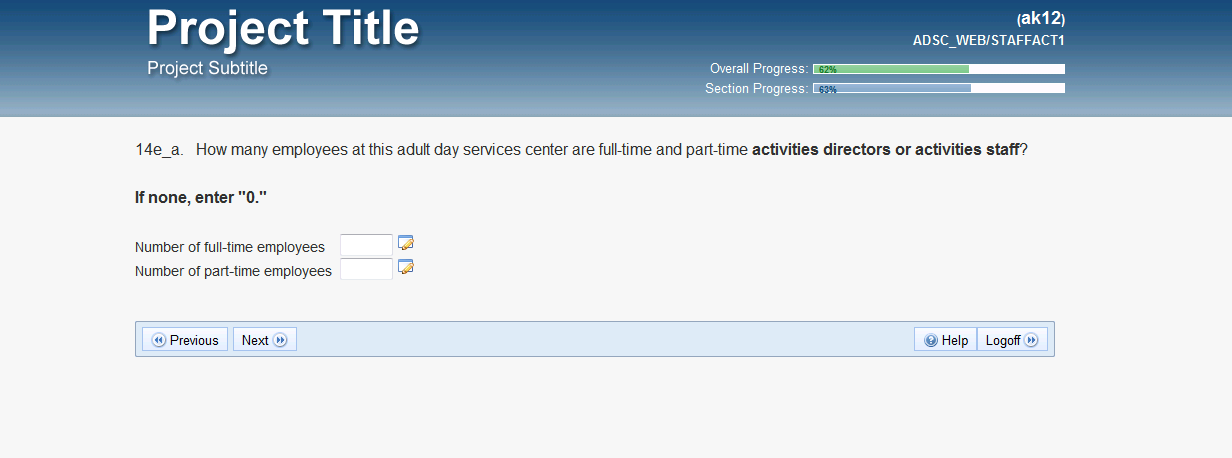 Project Title
Project Subtitle
(ak12)
ADSC_WEB/STAFFACT1
Overall Progress: 62%
Section Progress: 63%
14e_a. How many employees at this adult day services center are full-time and part-time activities directors or activities staff?
If none, enter "0."
Number of full-time employees
Number of part-time employees
Previous Next Help Logoff